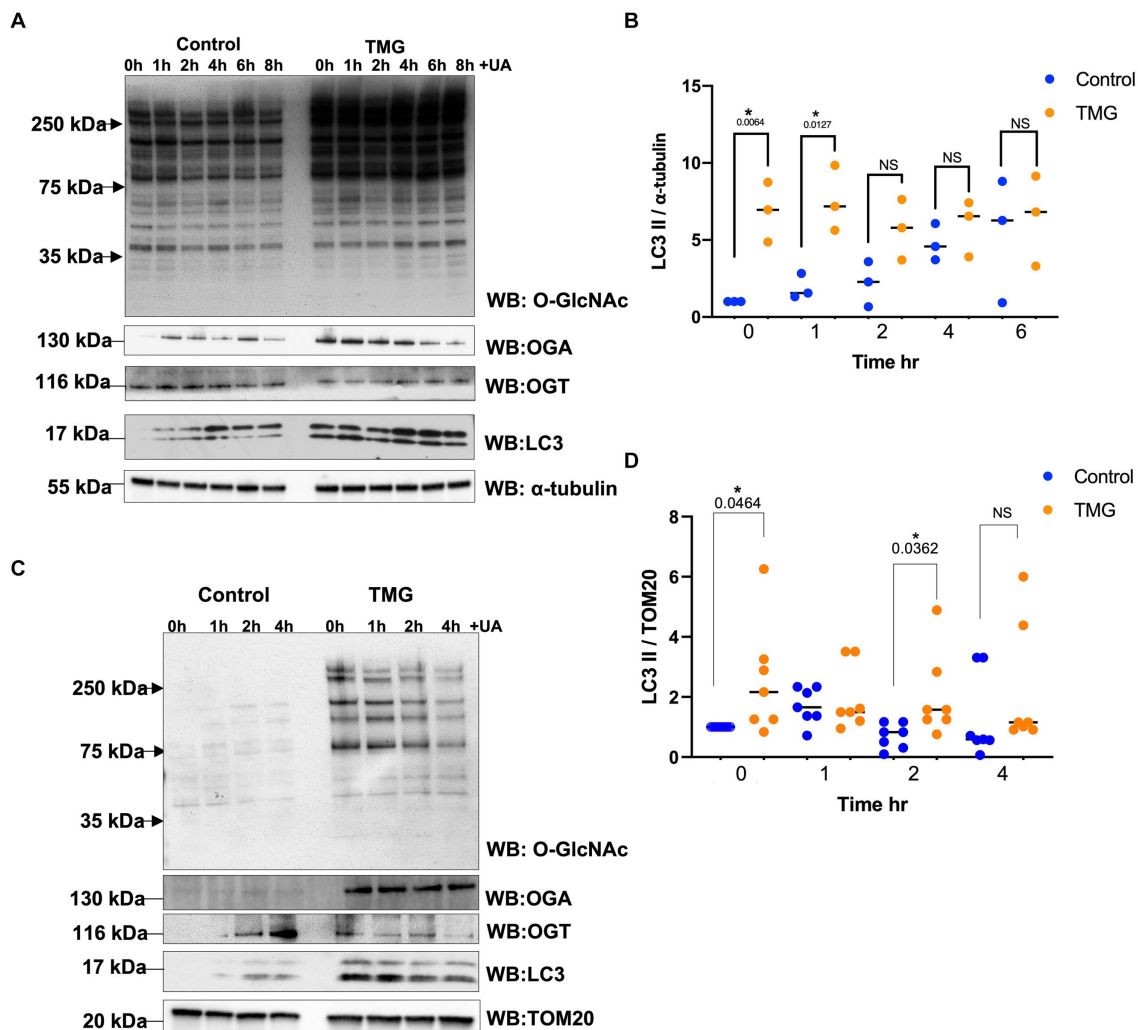 A
Control
TMG
0h 1h 2h 4h 6h 8h
0h 1h 2h 4h 6h 8h +UA
250 kDa
75 kDa
35 kDa
WB: O-GlcNAc
130 kDa
WB:OGA
116 kDa
WB:OGT
17 kDa
WB:LC3
55 kDa
WB: α-tubulin
B
Control
TMG
LC3 II / α-tubulin
15
10
5
0
*
0.0064
*
0.0127
NS
NS
NS
0 1 2 4 6
Time hr
C
Control
TMG
0h 1h 2h 4h
0h 1h 2h 4h +UA
250 kDa
75 kDa
35 kDa
WB: O-GlcNAc
130 kDa
WB:OGA
116 kDa
WB:OGT
17 kDa
WB:LC3
20 kDa
WB:TOM20
D
Control
TMG
LC3 II / TOM20
8
6
4
2
0
*
0.0464
*
0.0362
NS
0 1 2 4
Time hr